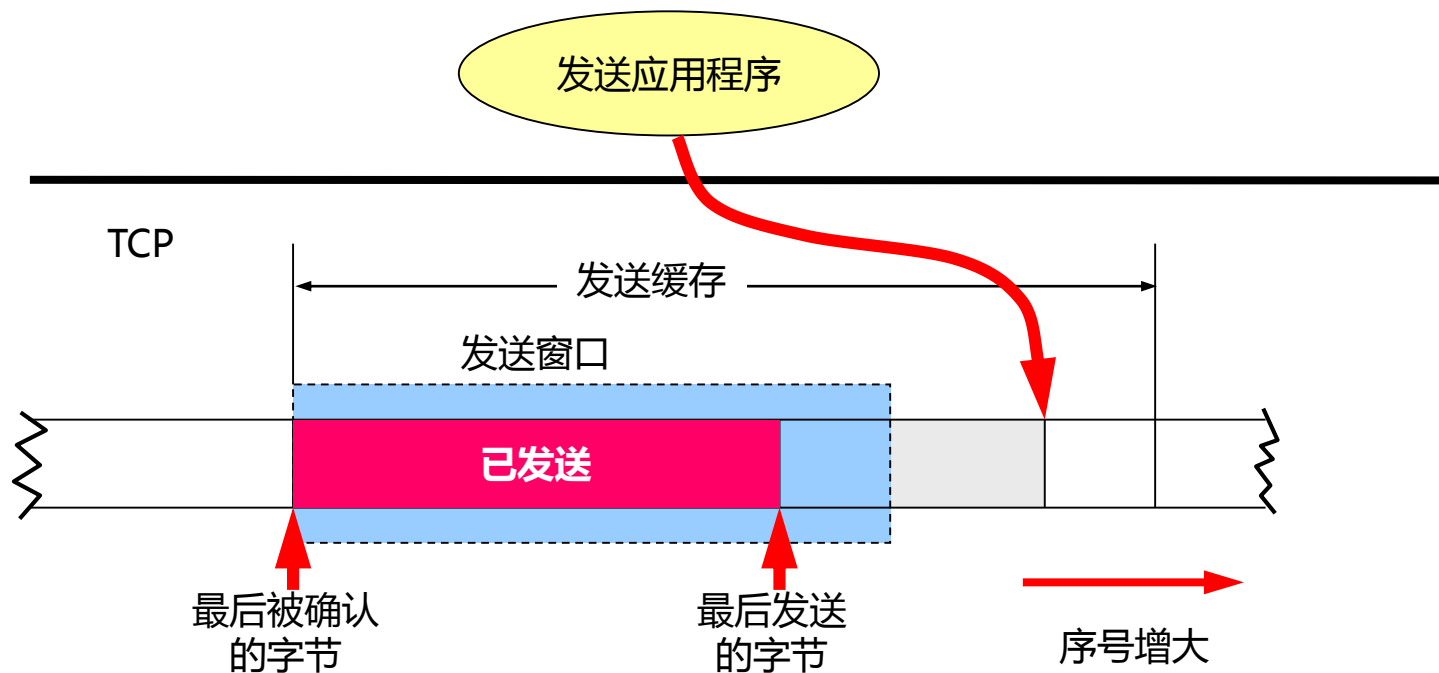 发送应用程序
TCP
发送缓存
发送窗口
已发送
最后被确认
的字节
最后发送
的字节
序号增大